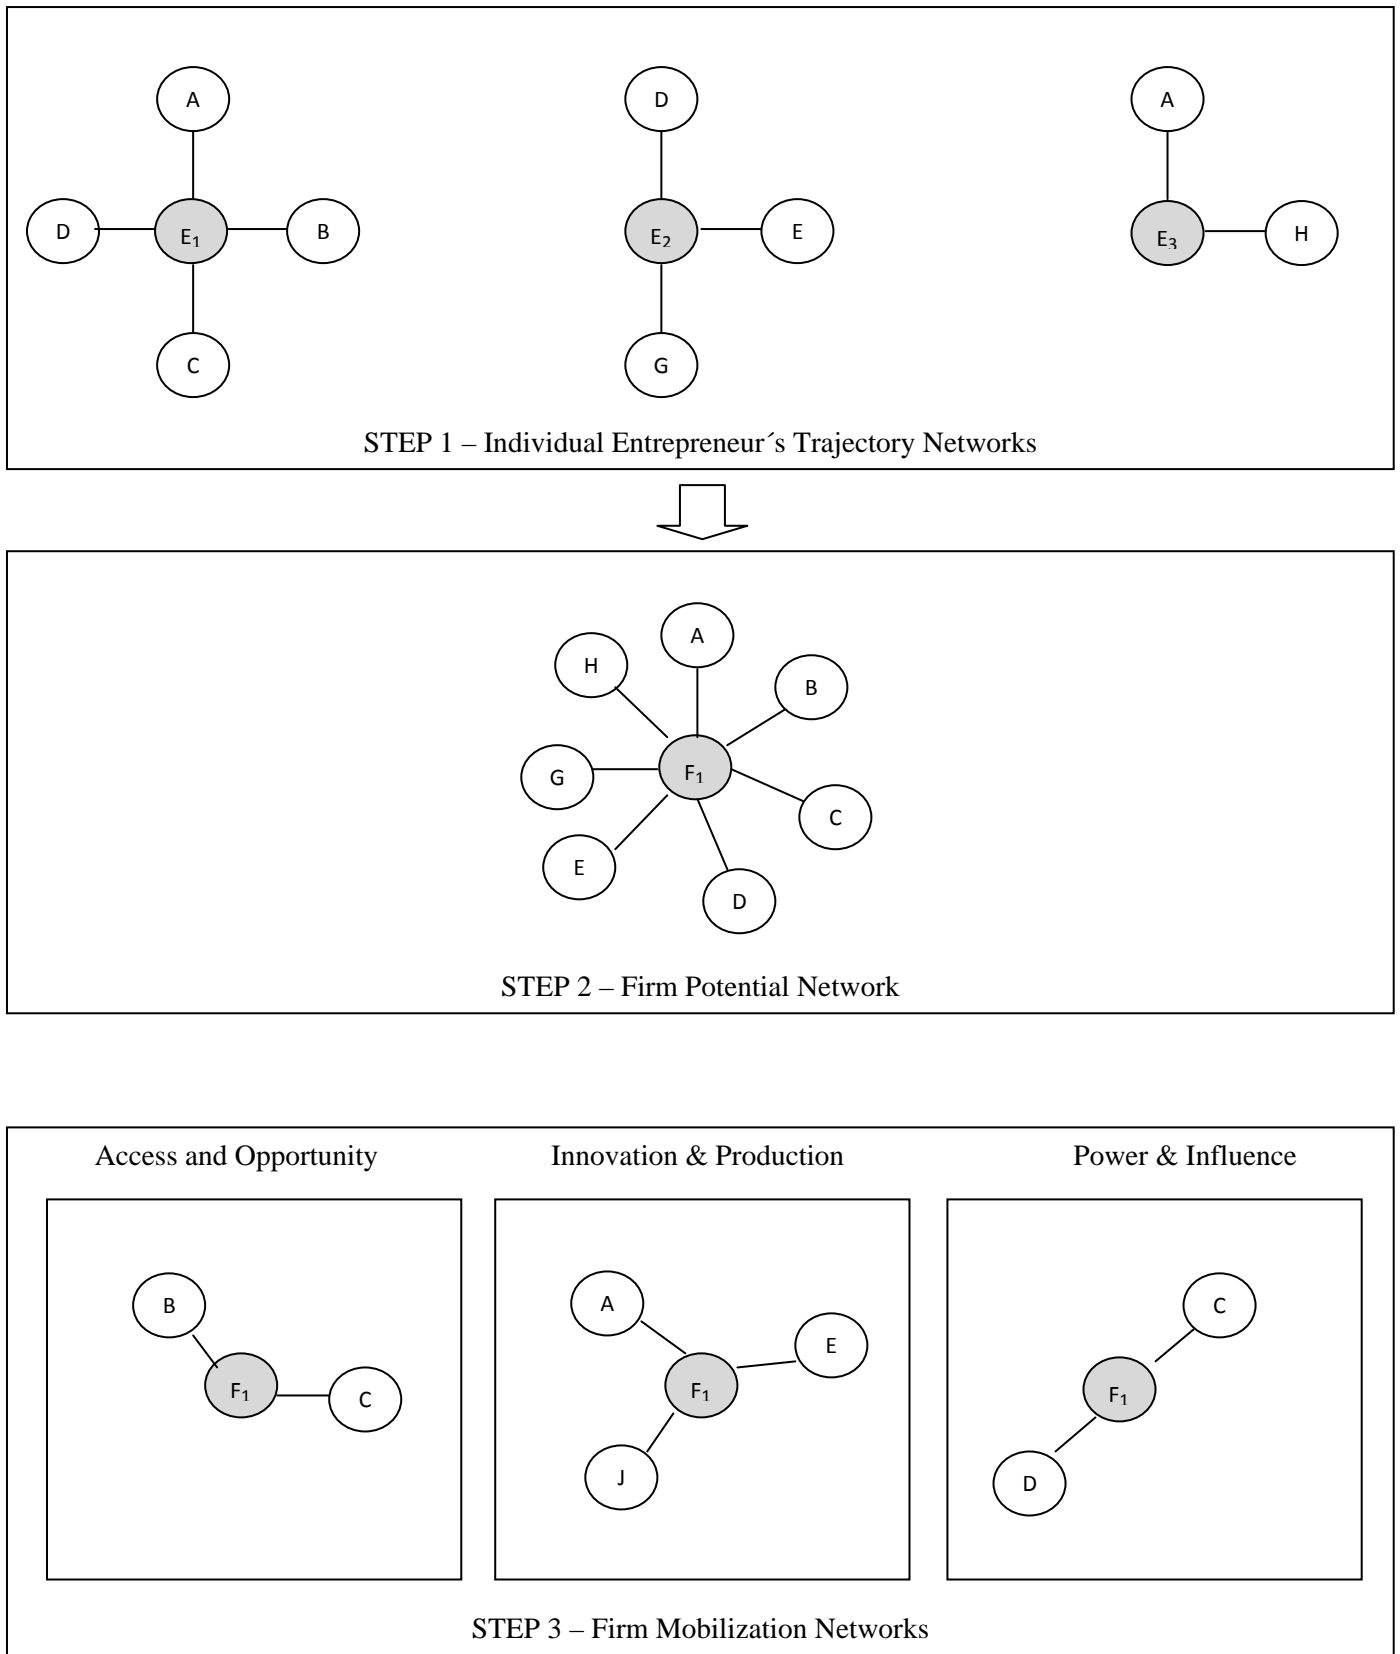 A D A
D E₁ B E₂ E E₃ H
C G
STEP 1 – Individual Entrepreneur´s Trajectory Networks
A
H
B
G F₁
C
E
D
STEP 2 – Firm Potential Network
Access and Opportunity Innovation & Production Power & Influence
B A C
E
F₁ C F₁ F₁
J D
STEP 3 – Firm Mobilization Networks